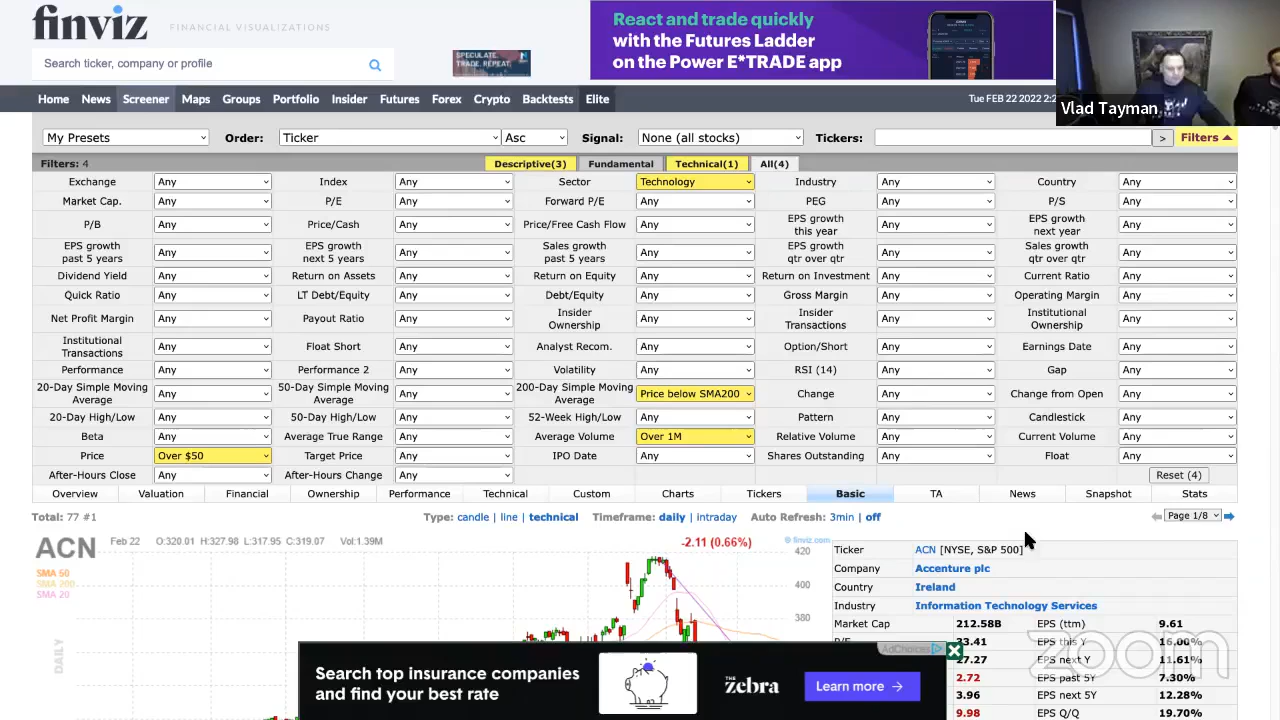 finviz FINANCIAL VISUALIZATIONS
React and trade quickly
with the Futures Ladder
on the Power E*TRADE app
Search ticker, company or profile
SPECULATE.
TRADE. REPEAT.
Vlad Tayman
Home News Screener Maps Groups Portfolio Insider Futures Forex Crypto Backtests Elite Tue FEB 22 2022 2:2
My Presets Order: Ticker Asc Signal: None (all stocks) Tickers: > Filters
Filters: 4 Descriptive(3) Fundamental Technical(1) All(4)
Exchange Any Index Any Sector Technology Industry Any Country Any
Market Cap. Any P/E Any Forward P/E Any PEG Any P/S Any
P/B Any Price/Cash Any Price/Free Cash Flow Any EPS growth this year Any EPS growth next year Any
EPS growth past 5 years Any EPS growth next 5 years Any Sales growth past 5 years Any EPS growth qtr over qtr Any Sales growth qtr over qtr Any
Dividend Yield Any Return on Assets Any Return on Equity Any Return on Investment Any Current Ratio Any
Quick Ratio Any LT Debt/Equity Any Debt/Equity Any Gross Margin Any Operating Margin Any
Net Profit Margin Any Payout Ratio Any Insider Ownership Any Insider Transactions Any Institutional Ownership Any
Institutional Transactions Any Float Short Any Analyst Recom. Any Option/Short Any Earnings Date Any
Performance Any Performance 2 Any Volatility Any RSI (14) Any Gap Any
20-Day Simple Moving Average Any 50-Day Simple Moving Average Any 200-Day Simple Moving Average Price below SMA200 Change Any Change from Open Any
20-Day High/Low Any 50-Day High/Low Any 52-Week High/Low Any Pattern Any Candlestick Any
Beta Any Average True Range Any Average Volume Over 1M Relative Volume Any Current Volume Any
Price Over $50 Target Price Any IPO Date Any Shares Outstanding Any Float Any
After-Hours Close Any After-Hours Change Any Reset (4)
Overview Valuation Financial Ownership Performance Technical Custom Charts Tickers Basic TA News Snapshot Stats
Total: 77 #1 Type: candle | line | technical Timeframe: daily | intraday Auto Refresh: 3min | off Page 1/8
ACN Feb 22 O:320.01 H:327.98 L:317.95 C:319.07 Vol:1.39M -2.11 (0.66%) © finviz.com
SMA 50
SMA 200
SMA 20
420
400
380
DAILY
Ticker ACN [NYSE, S&P 500]
Company Accenture plc
Country Ireland
Industry Information Technology Services
Market Cap 212.58B EPS (ttm) 9.61
P/E 33.41 EPS this Y 16.00%
27.27 EPS next Y 11.61%
2.72 EPS past 5Y 7.30%
3.96 EPS next 5Y 12.28%
9.98 EPS Q/Q 19.70%
zoom
AdChoices
Search top insurance companies
and find your best rate
THE zebra
Learn more →